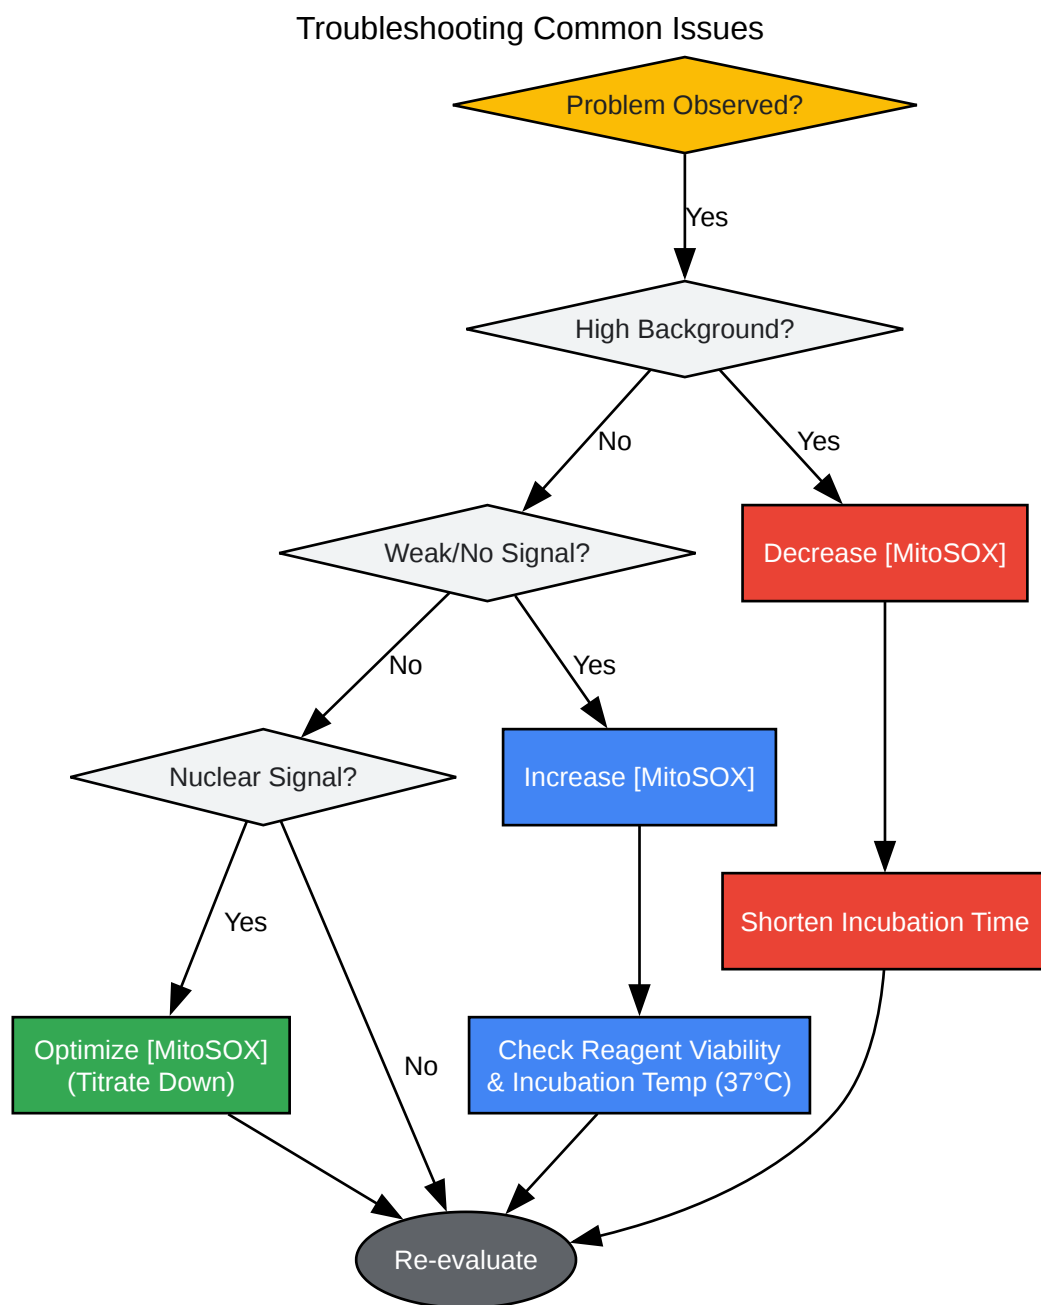 Troubleshooting Common Issues
Problem Observed?
Yes
High Background?
No
Yes
Weak/No Signal?
Decrease [MitoSOX]
No
Yes
Nuclear Signal?
Increase [MitoSOX]
Yes
Shorten Incubation Time
Optimize [MitoSOX]
(Titrate Down)
No
Check Reagent Viability
& Incubation Temp (37°C)
Re-evaluate